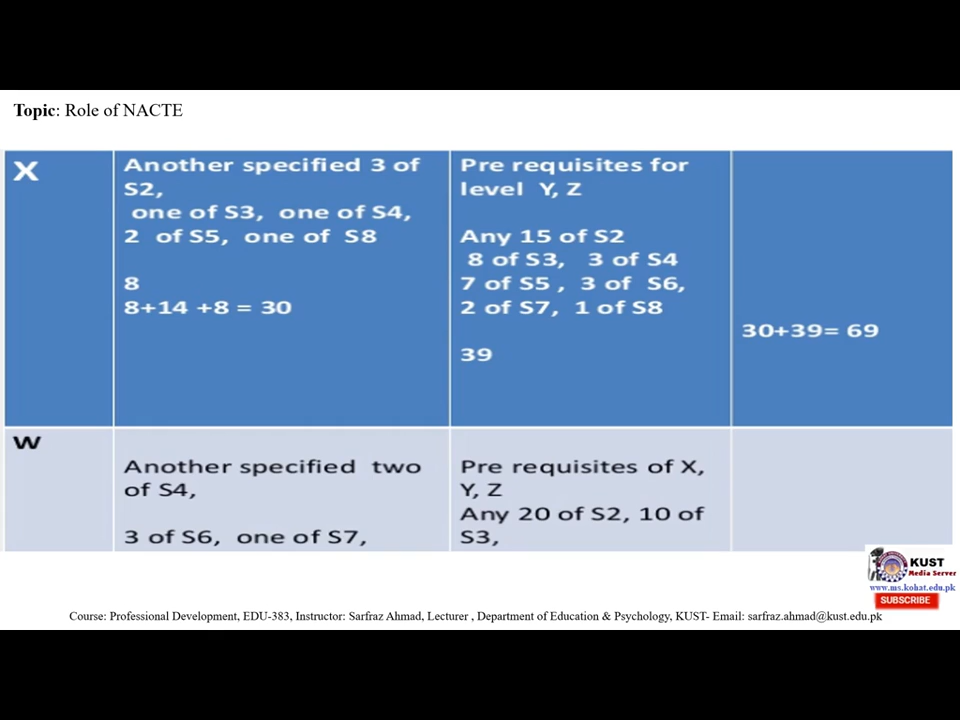 Topic: Role of NACTE
X
Another specified 3 of
S2,
one of S3, one of S4,
2 of S5, one of S8
8
8+14 +8 = 30
Pre requisites for
level Y, Z
Any 15 of S2
8 of S3, 3 of S4
7 of S5 , 3 of S6,
2 of S7, 1 of S8
39
30+39= 69
W
Another specified two
of S4,
3 of S6, one of S7,
Pre requisites of X,
Y, Z
Any 20 of S2, 10 of
S3,
KUST
Media Server
www.ms.kohat.edu.pk
SUBSCRIBE
Course: Professional Development, EDU-383, Instructor: Sarfraz Ahmad, Lecturer , Department of Education & Psychology, KUST- Email: sarfraz.ahmad@kust.edu.pk